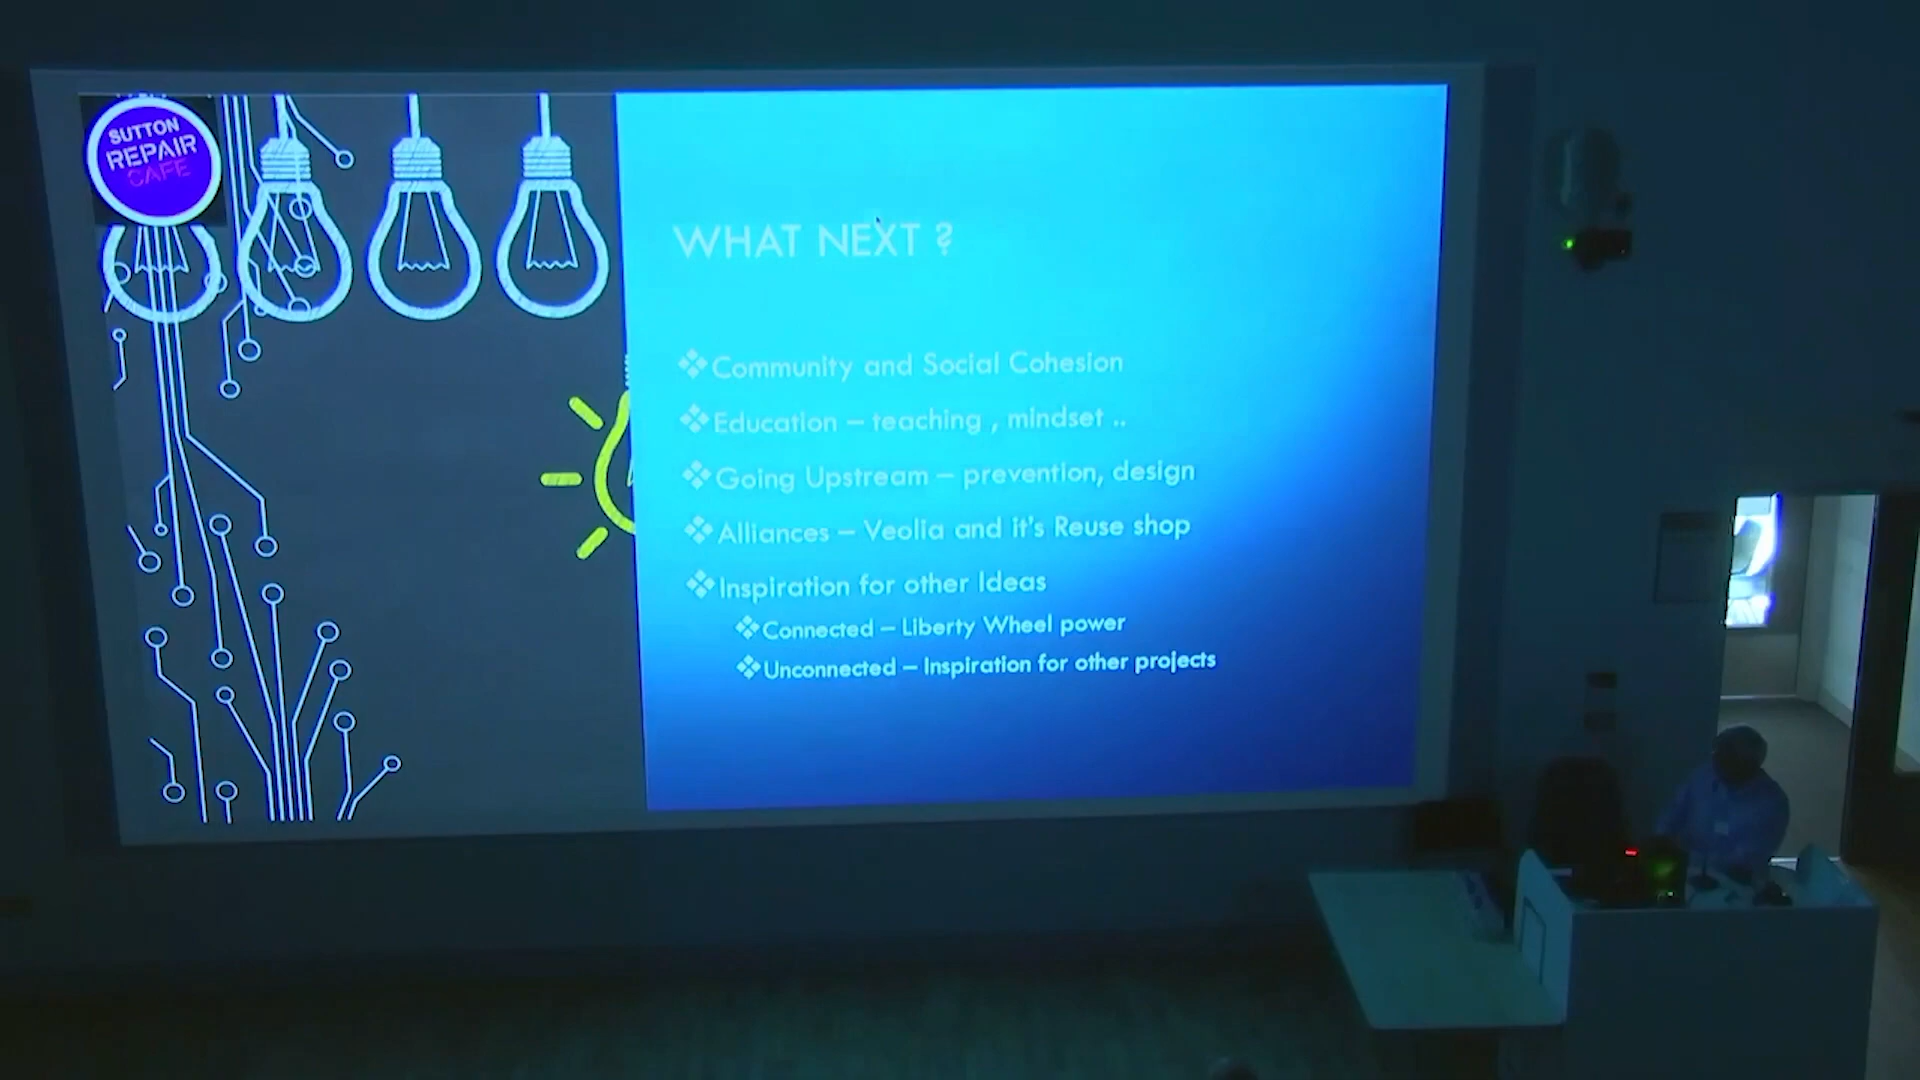 SUTTON
REPAIR
CAFE
WHAT NEXT ?
Community and Social Cohesion
Education – teaching , mindset ..
Going Upstream – prevention, design
Alliances – Veolia and it's Reuse shop
Inspiration for other Ideas
Connected – Liberty Wheel power
Unconnected – Inspiration for other projects